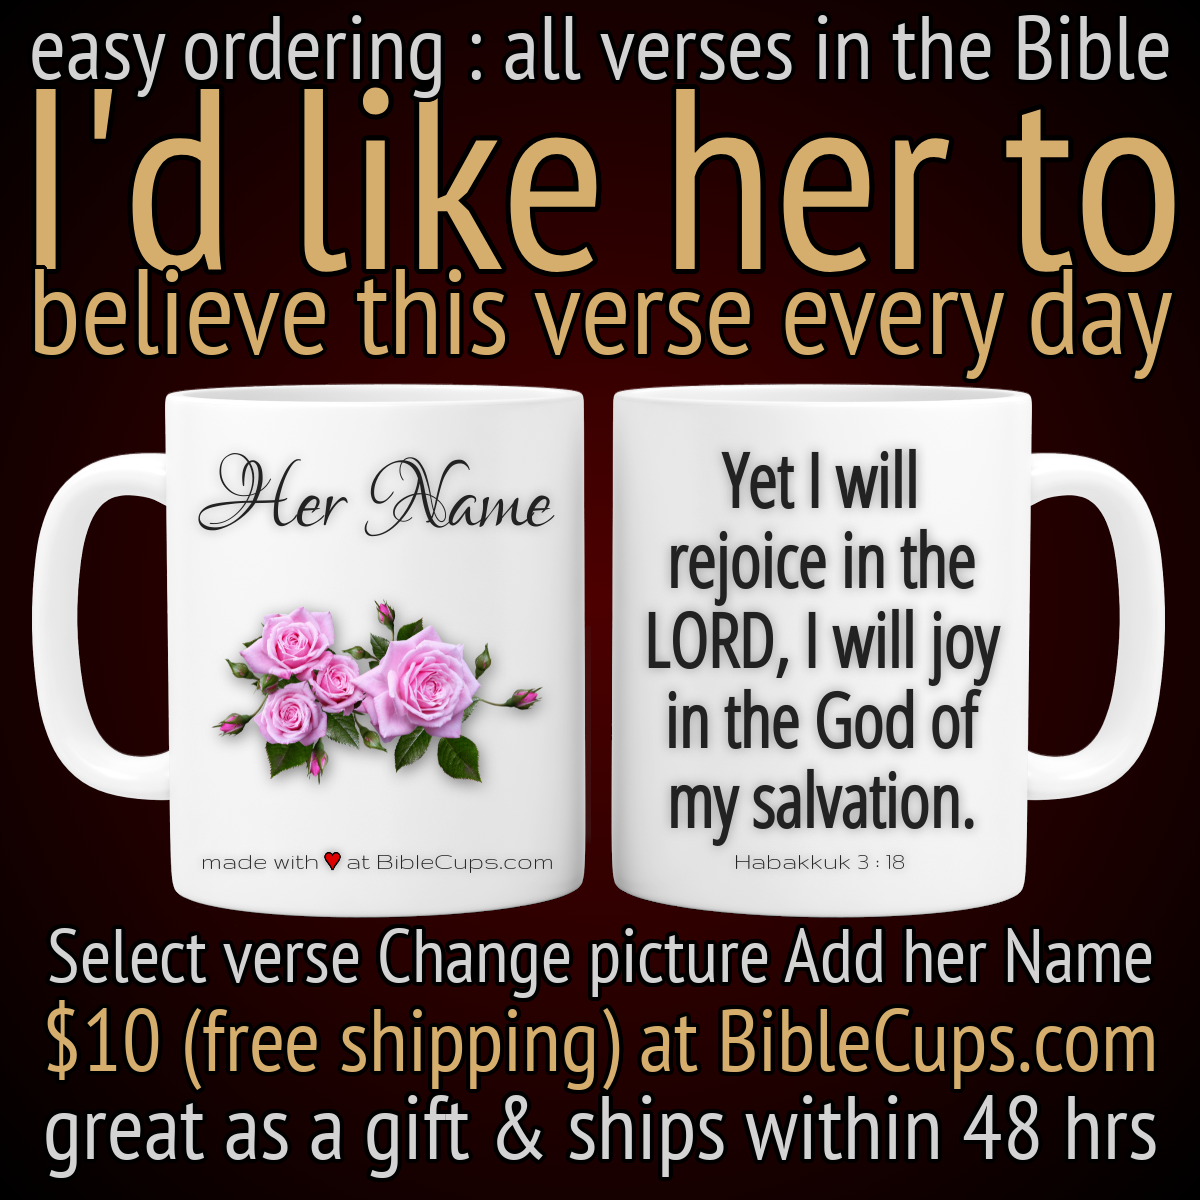 easy ordering : all verses in the Bible
I'd like her to
believe this verse every day
Her Name
made with ♥ at BibleCups.com
Yet I will
rejoice in the
LORD, I will joy
in the God of
my salvation.
Habakkuk 3 : 18
Select verse Change picture Add her Name
$10 (free shipping) at BibleCups.com
great as a gift & ships within 48 hrs